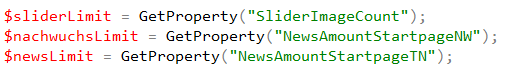 $sliderLimit = GetProperty("SliderImageCount");
$nachwuchsLimit = GetProperty("NewsAmountStartpageNW");
$newsLimit = GetProperty("NewsAmountStartpageTN");